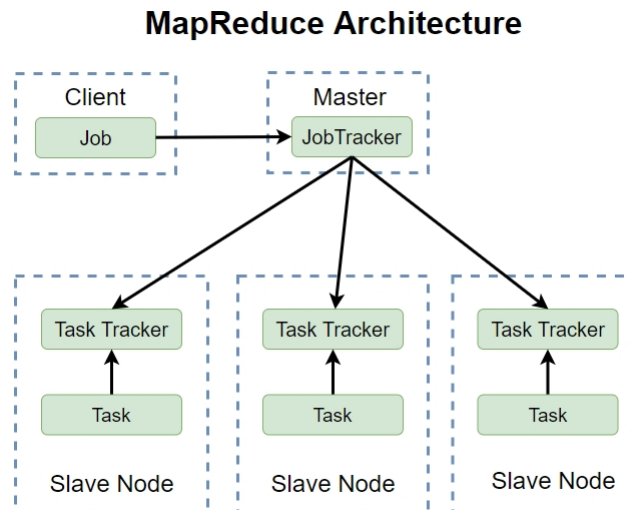 MapReduce Architecture
Client
Master
Job
JobTracker
Task Tracker
Task Tracker
Task Tracker
Task
Task
Task
Slave Node
Slave Node
Slave Node